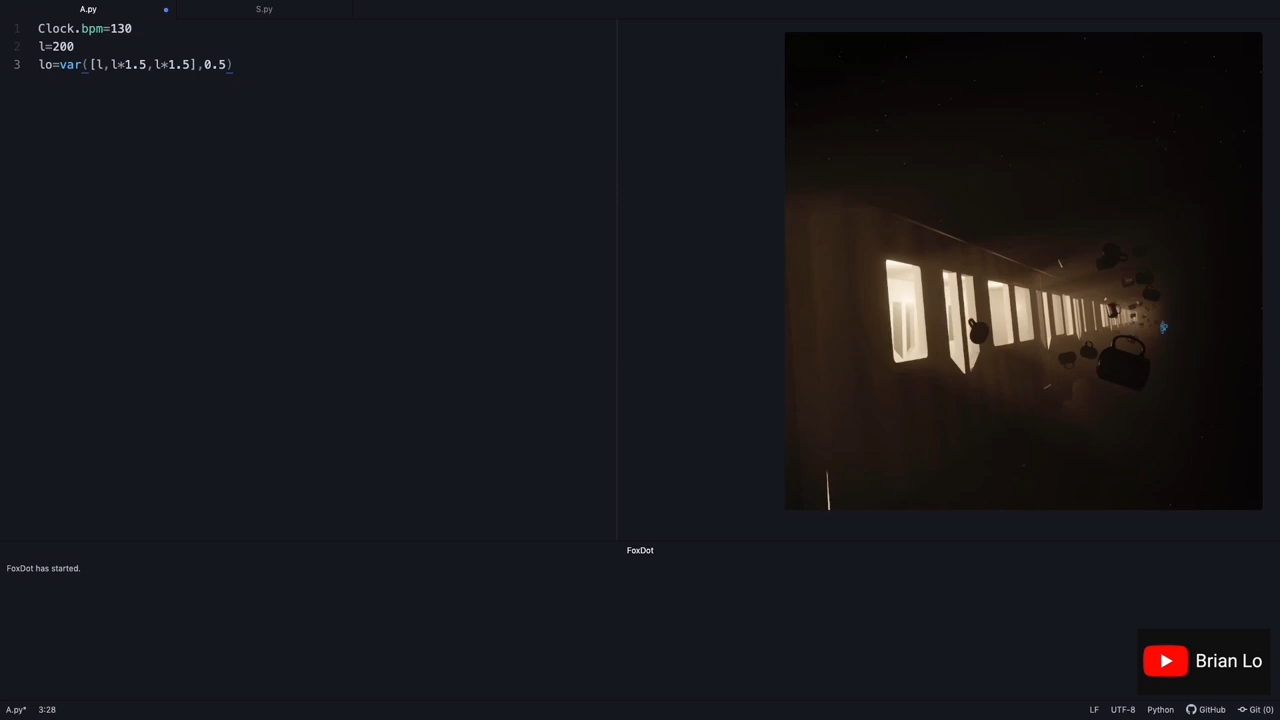 A.py
S.py
1 Clock.bpm=130
2 l=200
3 lo=var([l,l*1.5,l*1.5],0.5)
FoxDot
FoxDot has started.
Brian Lo
A.py* 3:28 LF UTF-8 Python GitHub Git (0)